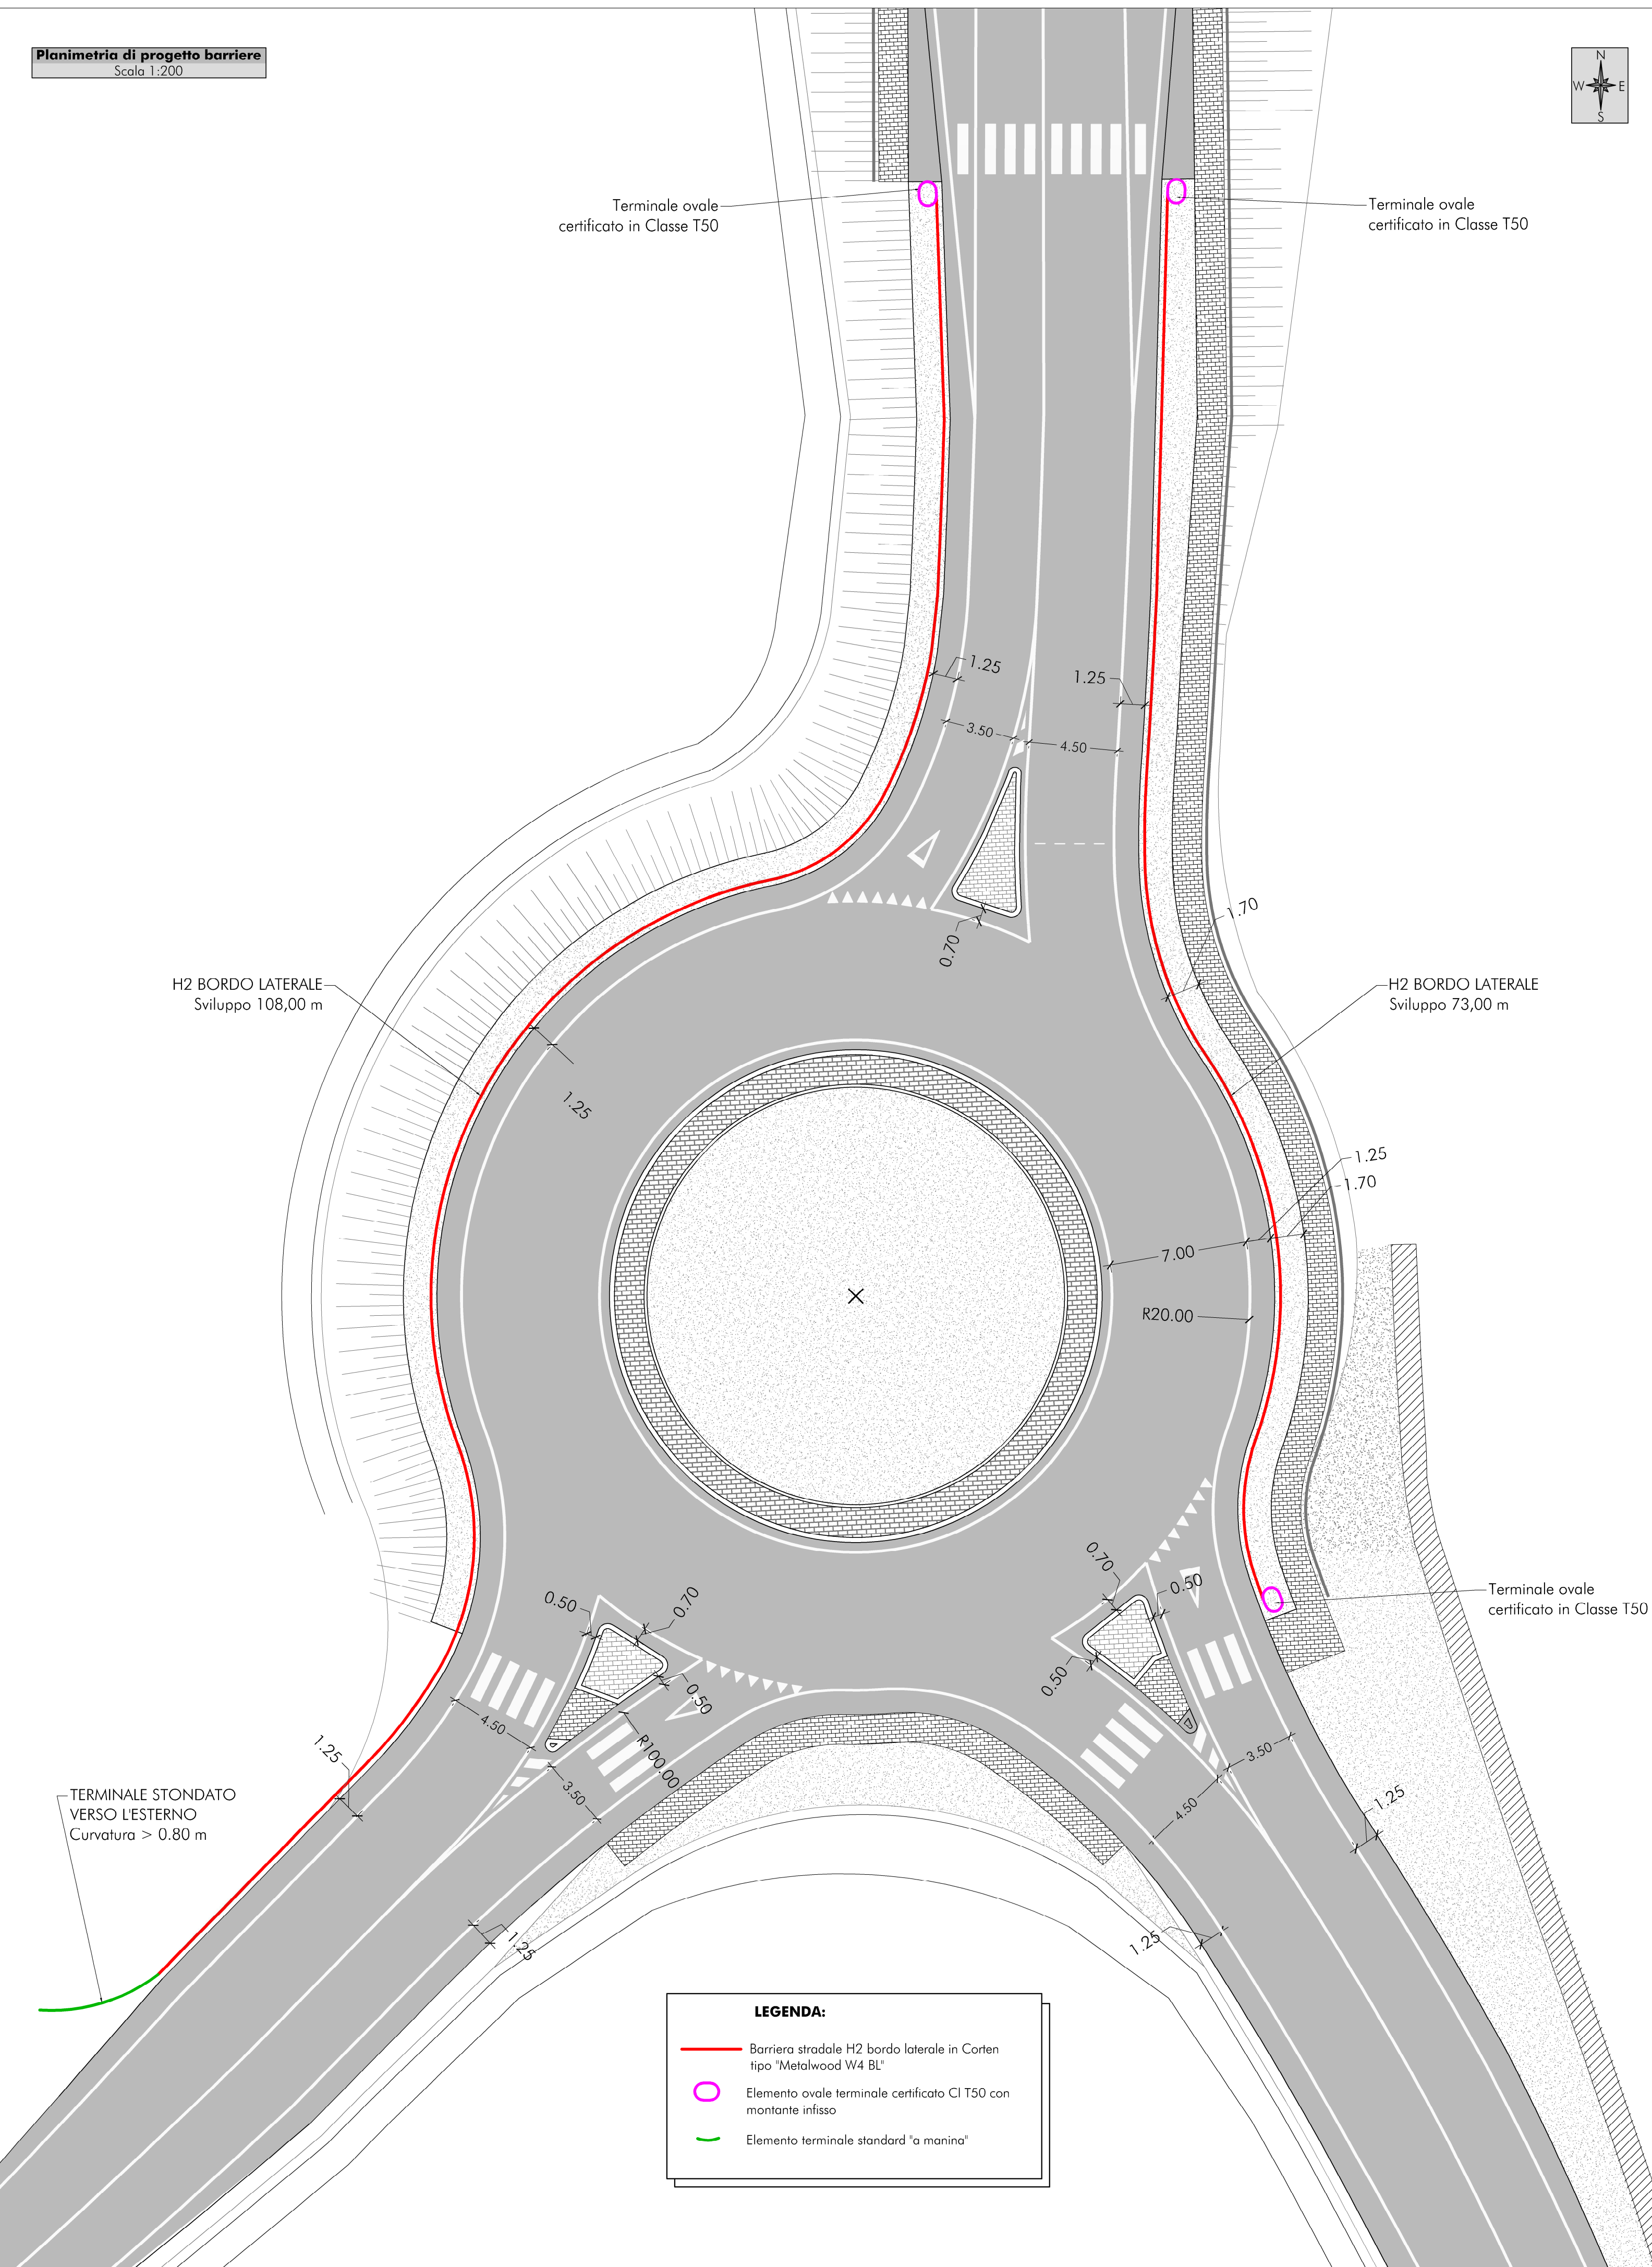 Planimetria di progetto barriere
Scala 1:200
N
W E
S
Terminale ovale
certificato in Classe T50
Terminale ovale
certificato in Classe T50
1.25
1.25
3.50
4.50
0.70
1.70
H2 BORDO LATERALE
Sviluppo 108,00 m
H2 BORDO LATERALE
Sviluppo 73,00 m
1.25
1.25
1.70
7.00
R20.00
0.50
0.70
0.50
4.50
R100.00
3.50
1.25
0.70
0.50
0.50
3.50
4.50
1.25
Terminale ovale
certificato in Classe T50
TERMINALE STONDATO
VERSO L'ESTERNO
Curvatura > 0.80 m
1.25
1.25
LEGENDA:
Barriera stradale H2 bordo laterale in Corten
tipo "Metalwood W4 BL"
Elemento ovale terminale certificato Cl T50 con
montante infisso
Elemento terminale standard "a manina"